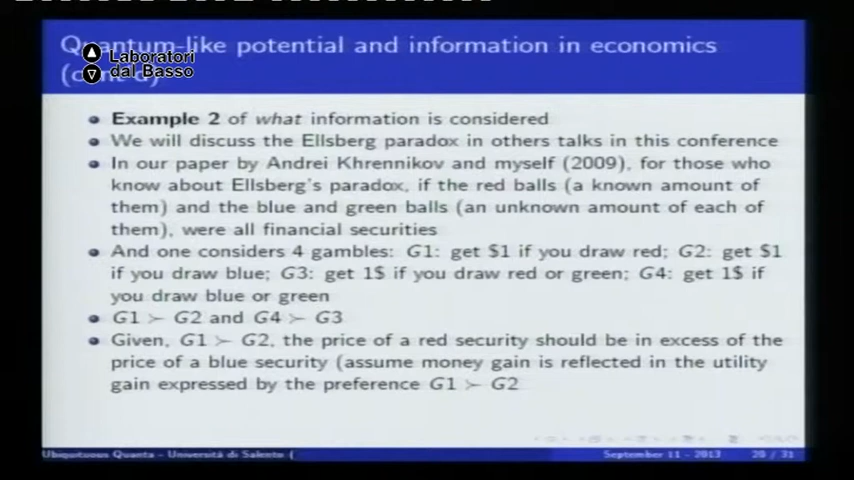 Quantum-like potential and information in economics
(cont'd)
Laboratori
dal Basso
Example 2 of what information is considered
We will discuss the Ellsberg paradox in others talks in this conference
In our paper by Andrei Khrennikov and myself (2009), for those who
know about Ellsberg's paradox, if the red balls (a known amount of
them) and the blue and green balls (an unknown amount of each of
them), were all financial securities
And one considers 4 gambles: G1: get $1 if you draw red; G2: get $1
if you draw blue; G3: get 1$ if you draw red or green; G4: get 1$ if
you draw blue or green
G1 ≻ G2 and G4 ≻ G3
Given, G1 ≻ G2, the price of a red security should be in excess of the
price of a blue security (assume money gain is reflected in the utility
gain expressed by the preference G1 ≻ G2
Ubiquituous Quanta - Università di Salento (
September 11 - 2013
20 / 31